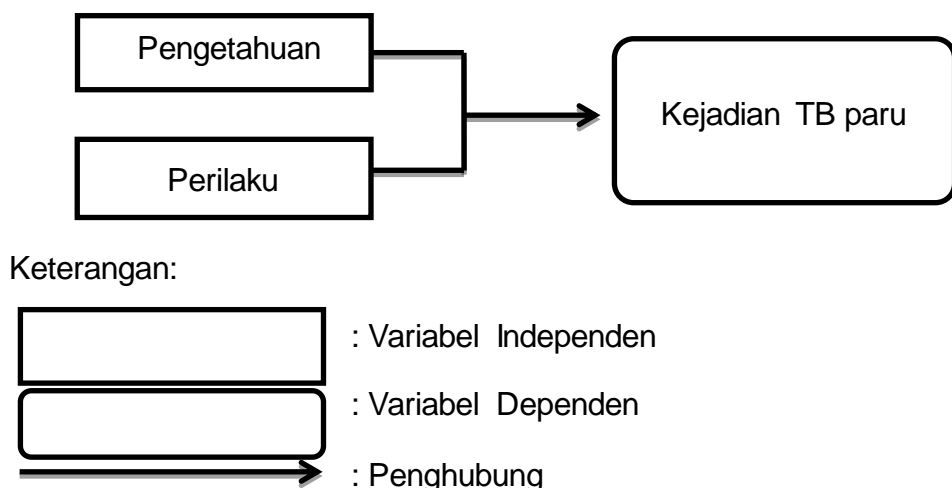 Pengetahuan
Perilaku
Kejadian TB paru
Keterangan:
: Variabel Independen
: Variabel Dependen
: Penghubung